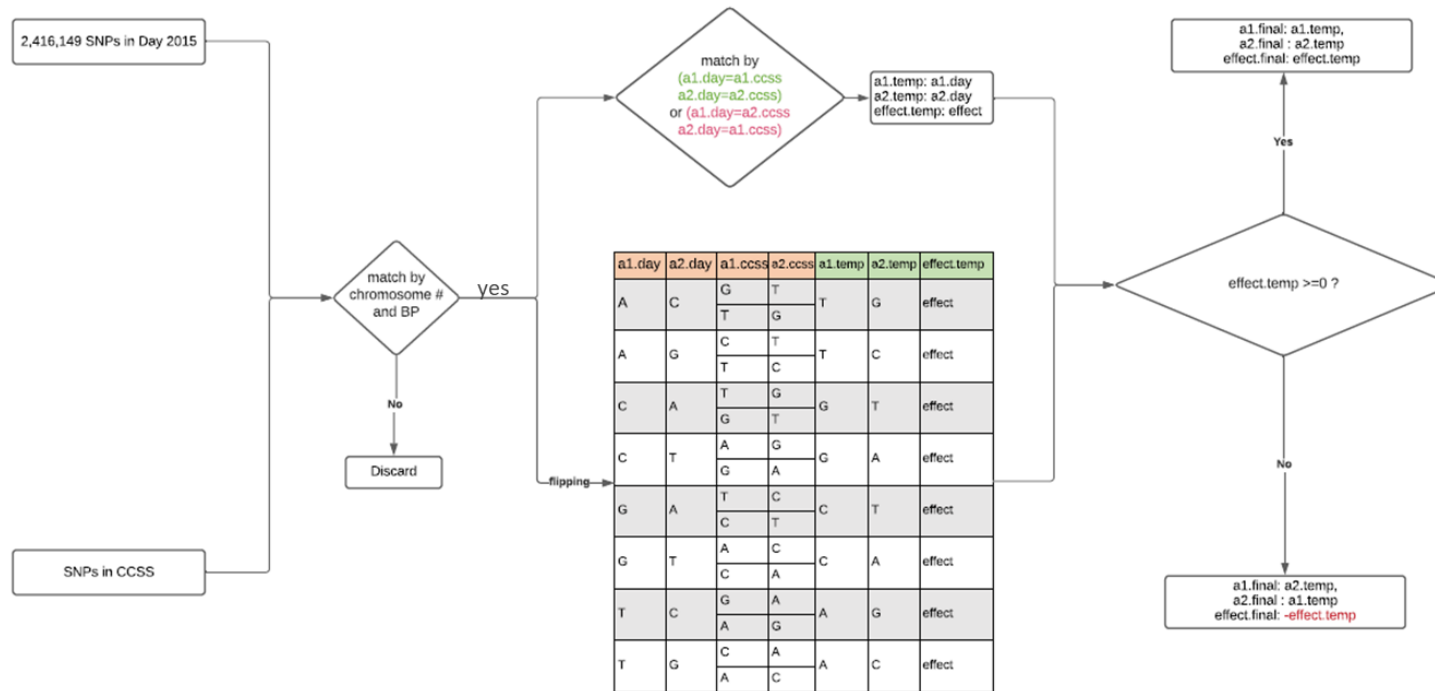 2,416,149 SNPs in Day 2015
SNPs in CCSS
match by
chromosome #
and BP
yes
No
Discard
match by
(a1.day=a1.ccss
a2.day=a2.ccss)
or (a1.day=a2.ccss
a2.day=a1.ccss)
a1.temp: a1.day
a2.temp: a2.day
effect.temp: effect
flipping
a1.day a2.day a1.ccss a2.ccss a1.temp a2.temp effect.temp
A C G T T G effect
T G
A G C T T C effect
T C
C A T G G T effect
G T
C T A G G A effect
G A
G A T C C T effect
C T
G T A C C A effect
C A
T C G A A G effect
A G
T G C A A C effect
A C
effect.temp >=0 ?
Yes
a1.final: a1.temp,
a2.final : a2.temp
effect.final: effect.temp
No
a1.final: a2.temp,
a2.final : a1.temp
effect.final: -effect.temp